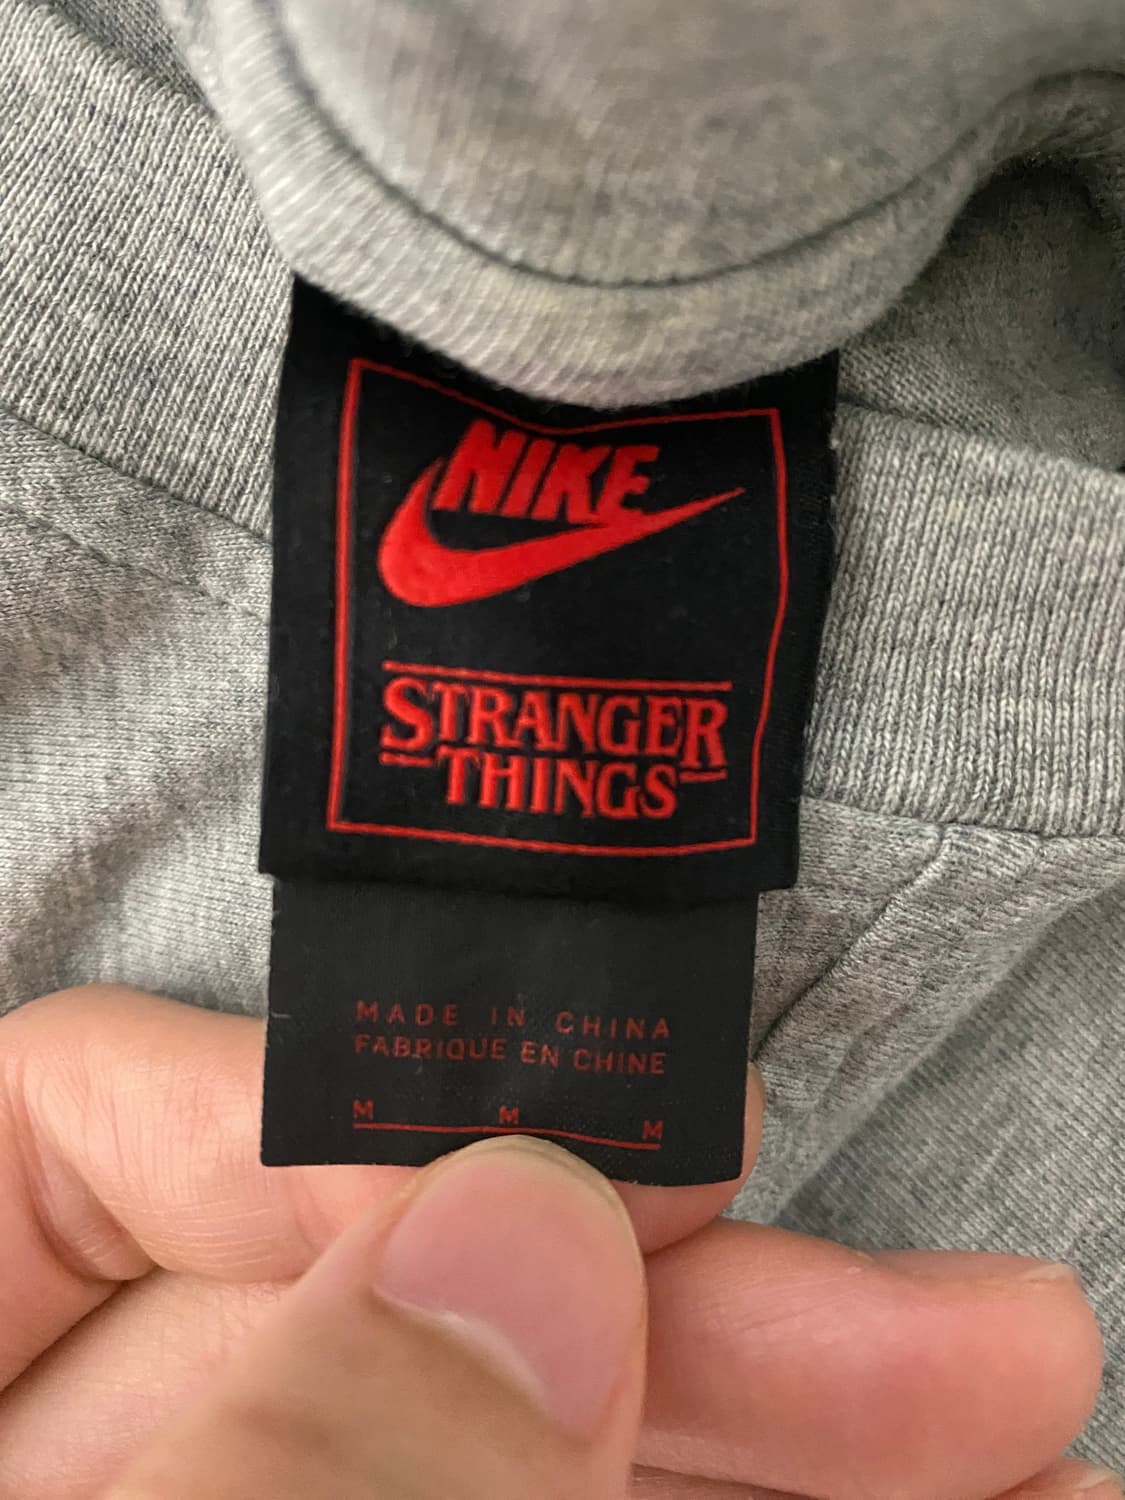 NIKE
STRANGER
THINGS
MADE IN CHINA
FABRIQUE EN CHINE
M M M